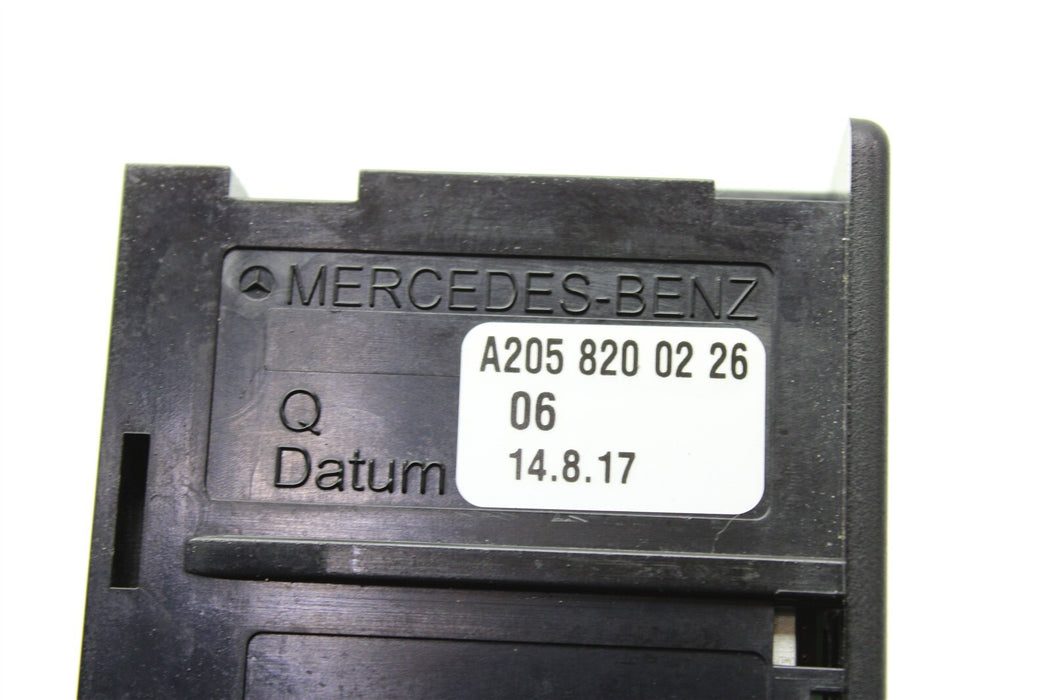 MERCEDES-BENZ
A205 820 02 26
Q 06
Datum 14.8.17